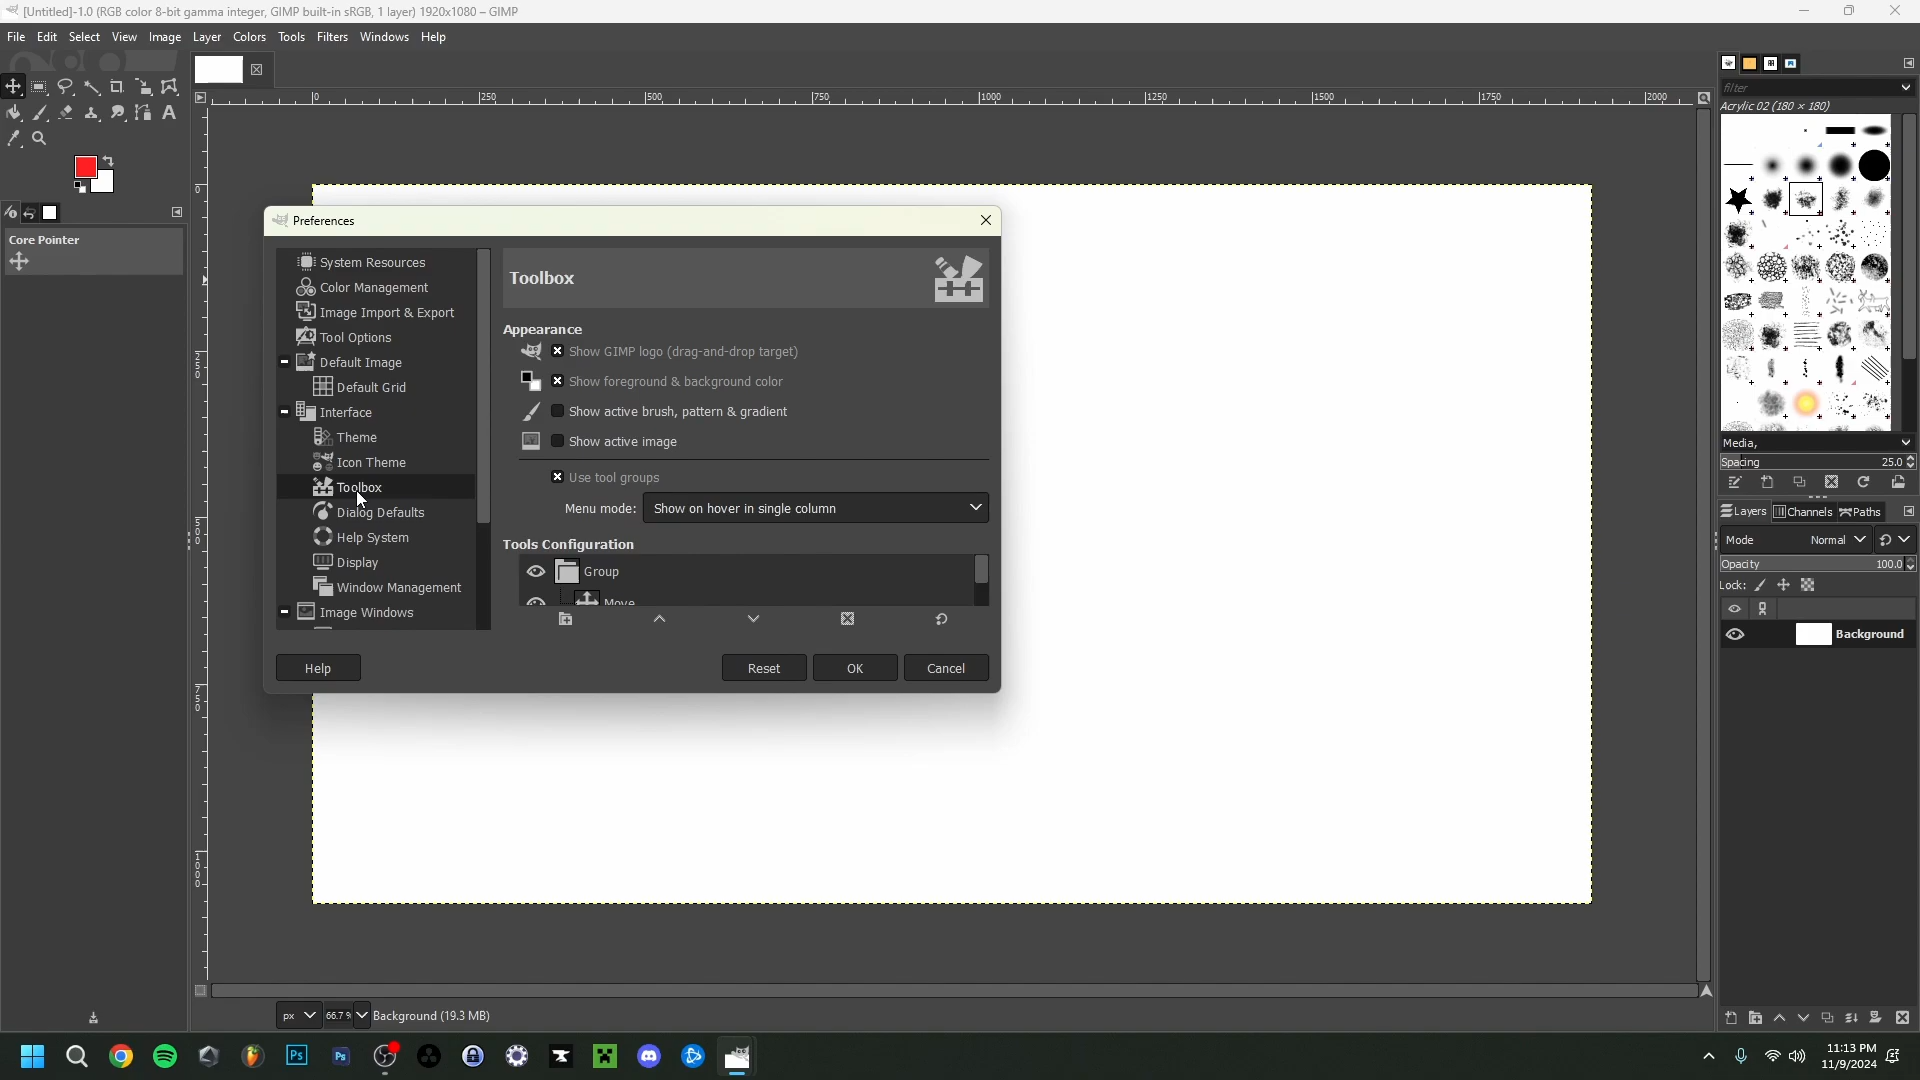 [Untitled]-1.0 (RGB color 8-bit gamma integer, GIMP built-in sRGB, 1 layer) 1920x1080 – GIMP
File Edit Select View Image Layer Colors Tools Filters Windows Help
0 250 500 750 1000 1250 1500 1750 2000
filter
Acrylic 02 (180 × 180)
Core Pointer
Preferences
System Resources
Color Management
Image Import & Export
Tool Options
Default Image
Default Grid
Interface
Theme
Icon Theme
Toolbox
Dialog Defaults
Help System
Display
Window Management
Image Windows
Toolbox
Appearance
Show GIMP logo (drag-and-drop target)
Show foreground & background color
Show active brush, pattern & gradient
Show active image
Use tool groups
Menu mode: Show on hover in single column
Tools Configuration
Group
Move
Help Reset OK Cancel
0
250
500
750
1000
Media,
Spacing 25.0
Layers Channels Paths
Mode Normal
Opacity 100.0
Lock:
Background
px 66.7 % Background (19.3 MB)
Ps Ps
11:13 PM
11/9/2024